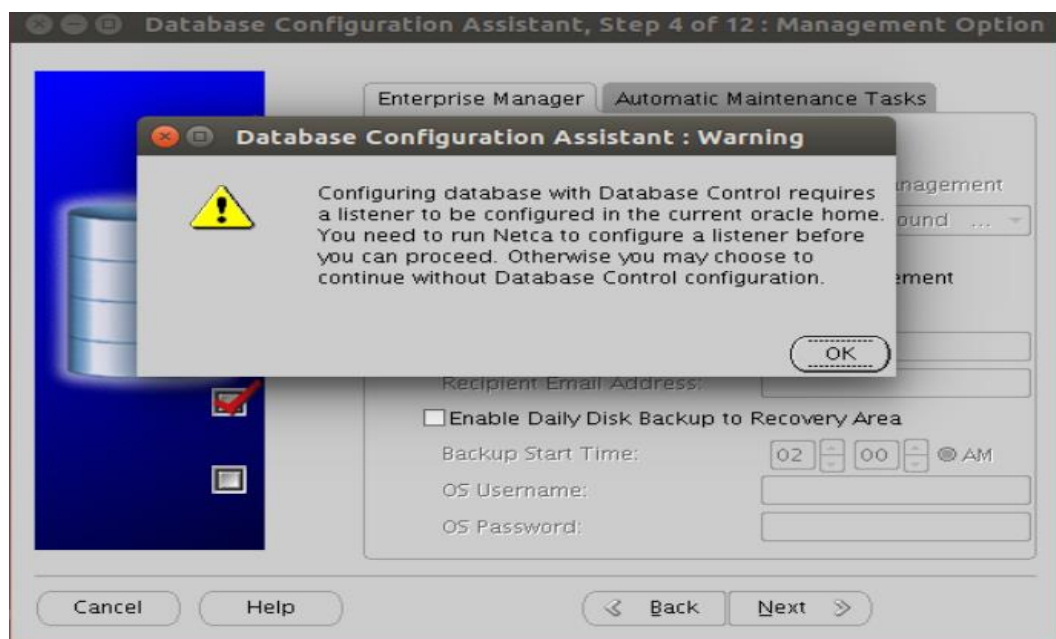 Database Configuration Assistant, Step 4 of 12 : Management Option
Enterprise Manager
Automatic Maintenance Tasks
Database Configuration Assistant : Warning
Configuring database with Database Control requires
a listener to be configured in the current oracle home.
You need to run Netca to configure a listener before
you can proceed. Otherwise you may choose to
continue without Database Control configuration.
OK
Recipient Email Address:
Enable Daily Disk Backup to Recovery Area
Backup Start Time:
02
00
AM
OS Username:
OS Password:
Cancel
Help
Back
Next